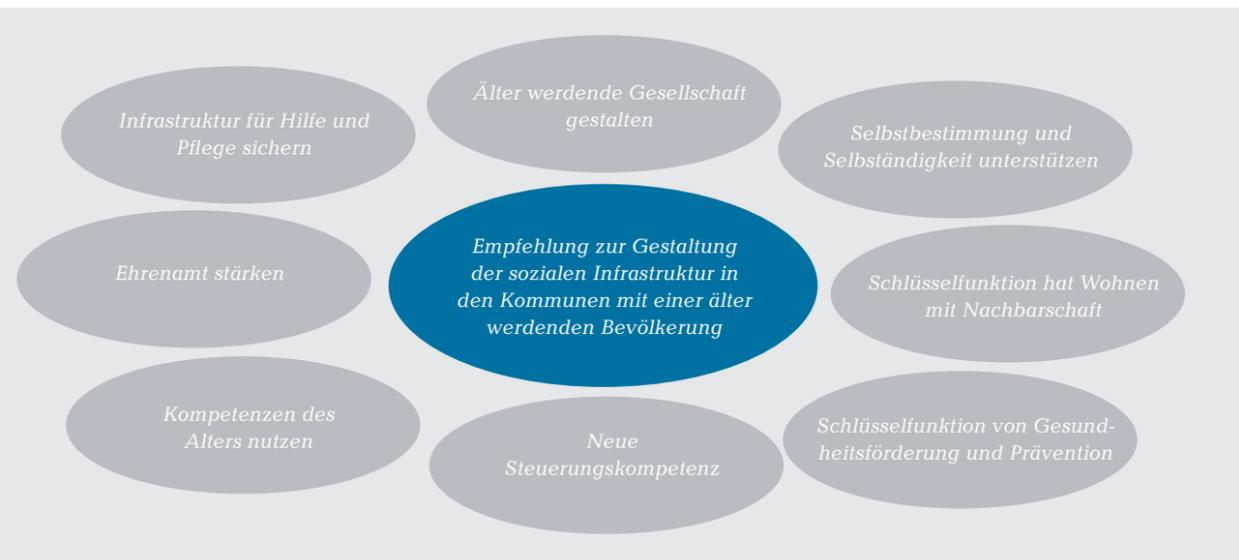 Älter werdende Gesellschaft
gestalten
Infrastruktur für Hilfe und
Pflege sichern
Selbstbestimmung und
Selbständigkeit unterstützen
Empfehlung zur Gestaltung
der sozialen Infrastruktur in
den Kommunen mit einer älter
werdenden Bevölkerung
Ehrenamt stärken
Schlüsselfunktion hat Wohnen
mit Nachbarschaft
Kompetenzen des
Alters nutzen
Neue
Steuerungskompetenz
Schlüsselfunktion von Gesund-
heitsförderung und Prävention